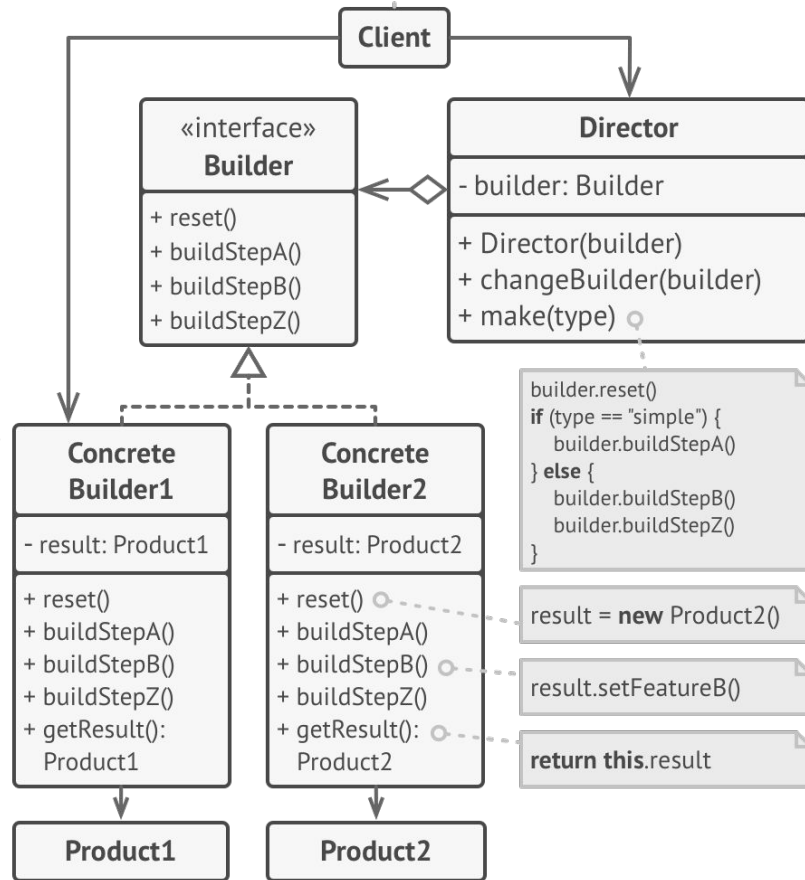 Client
«interface»
Builder
+ reset()
+ buildStepA()
+ buildStepB()
+ buildStepZ()
Director
- builder: Builder
+ Director(builder)
+ changeBuilder(builder)
+ make(type)
builder.reset()
if (type == "simple") {
builder.buildStepA()
} else {
builder.buildStepB()
builder.buildStepZ()
}
Concrete
Builder1
- result: Product1
+ reset()
+ buildStepA()
+ buildStepB()
+ buildStepZ()
+ getResult():
Product1
Concrete
Builder2
- result: Product2
+ reset()
+ buildStepA()
+ buildStepB()
+ buildStepZ()
+ getResult():
Product2
result = new Product2()
result.setFeatureB()
return this.result
Product1
Product2